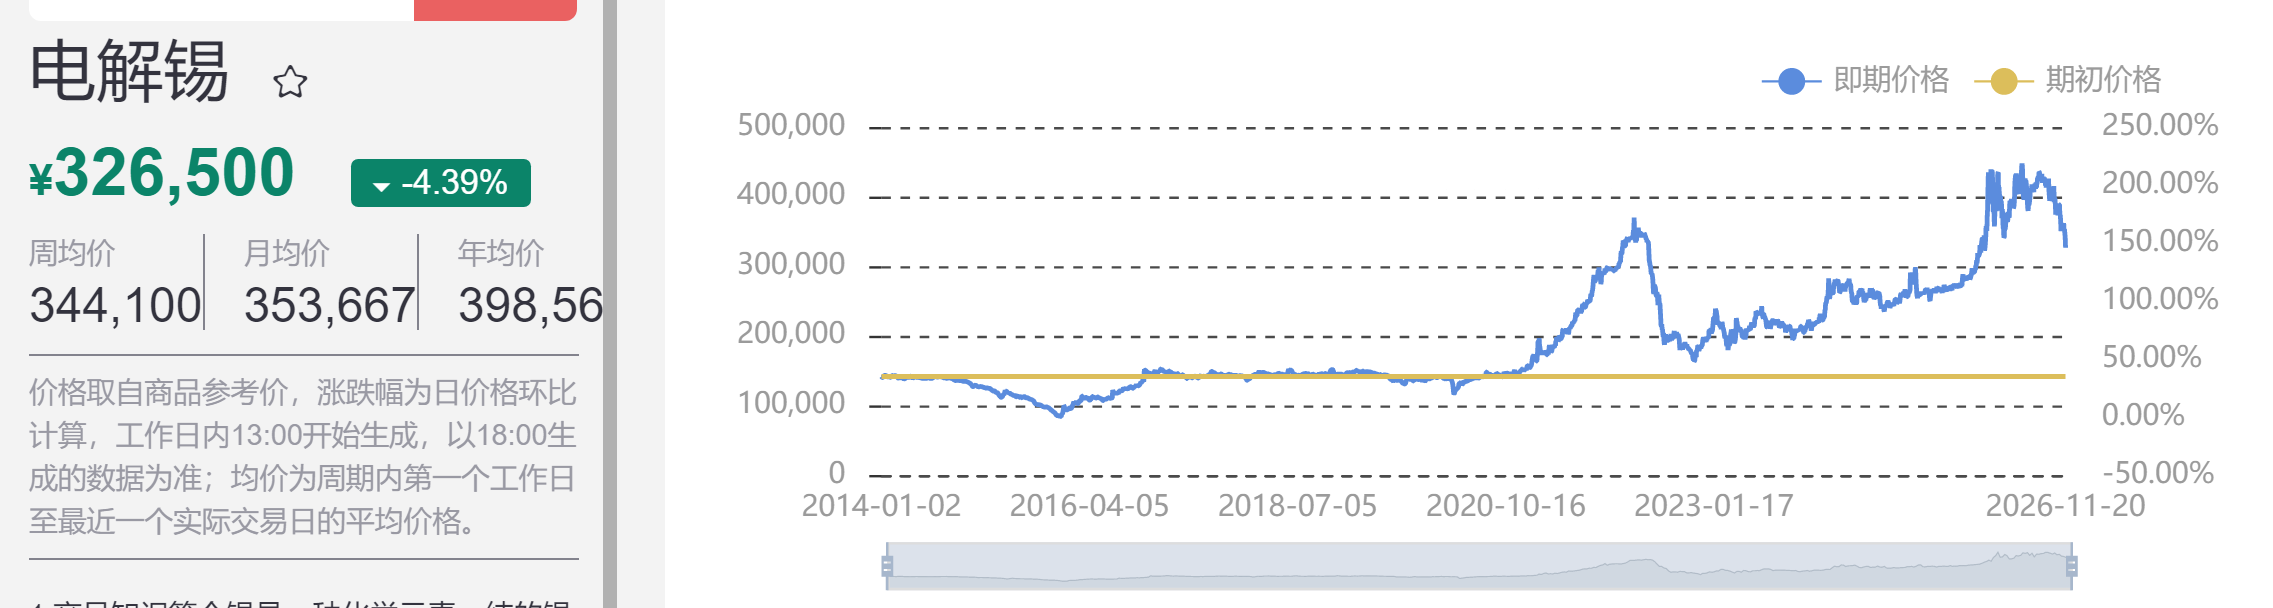 电解锡
¥326,500 -4.39%
周均价 月均价 年均价
344,100 353,667 398,56
价格取自商品参考价，涨跌幅为日价格环比
计算，工作日内13:00开始生成，以18:00生
成的数据为准；均价为周期内第一个工作日
至最近一个实际交易日的平均价格。
即期价格 期初价格
500,000 250.00%
400,000 200.00%
300,000 150.00%
200,000 100.00%
100,000 50.00%
0 0.00%
-50.00%
2014-01-02 2016-04-05 2018-07-05 2020-10-16 2023-01-17 2026-11-20